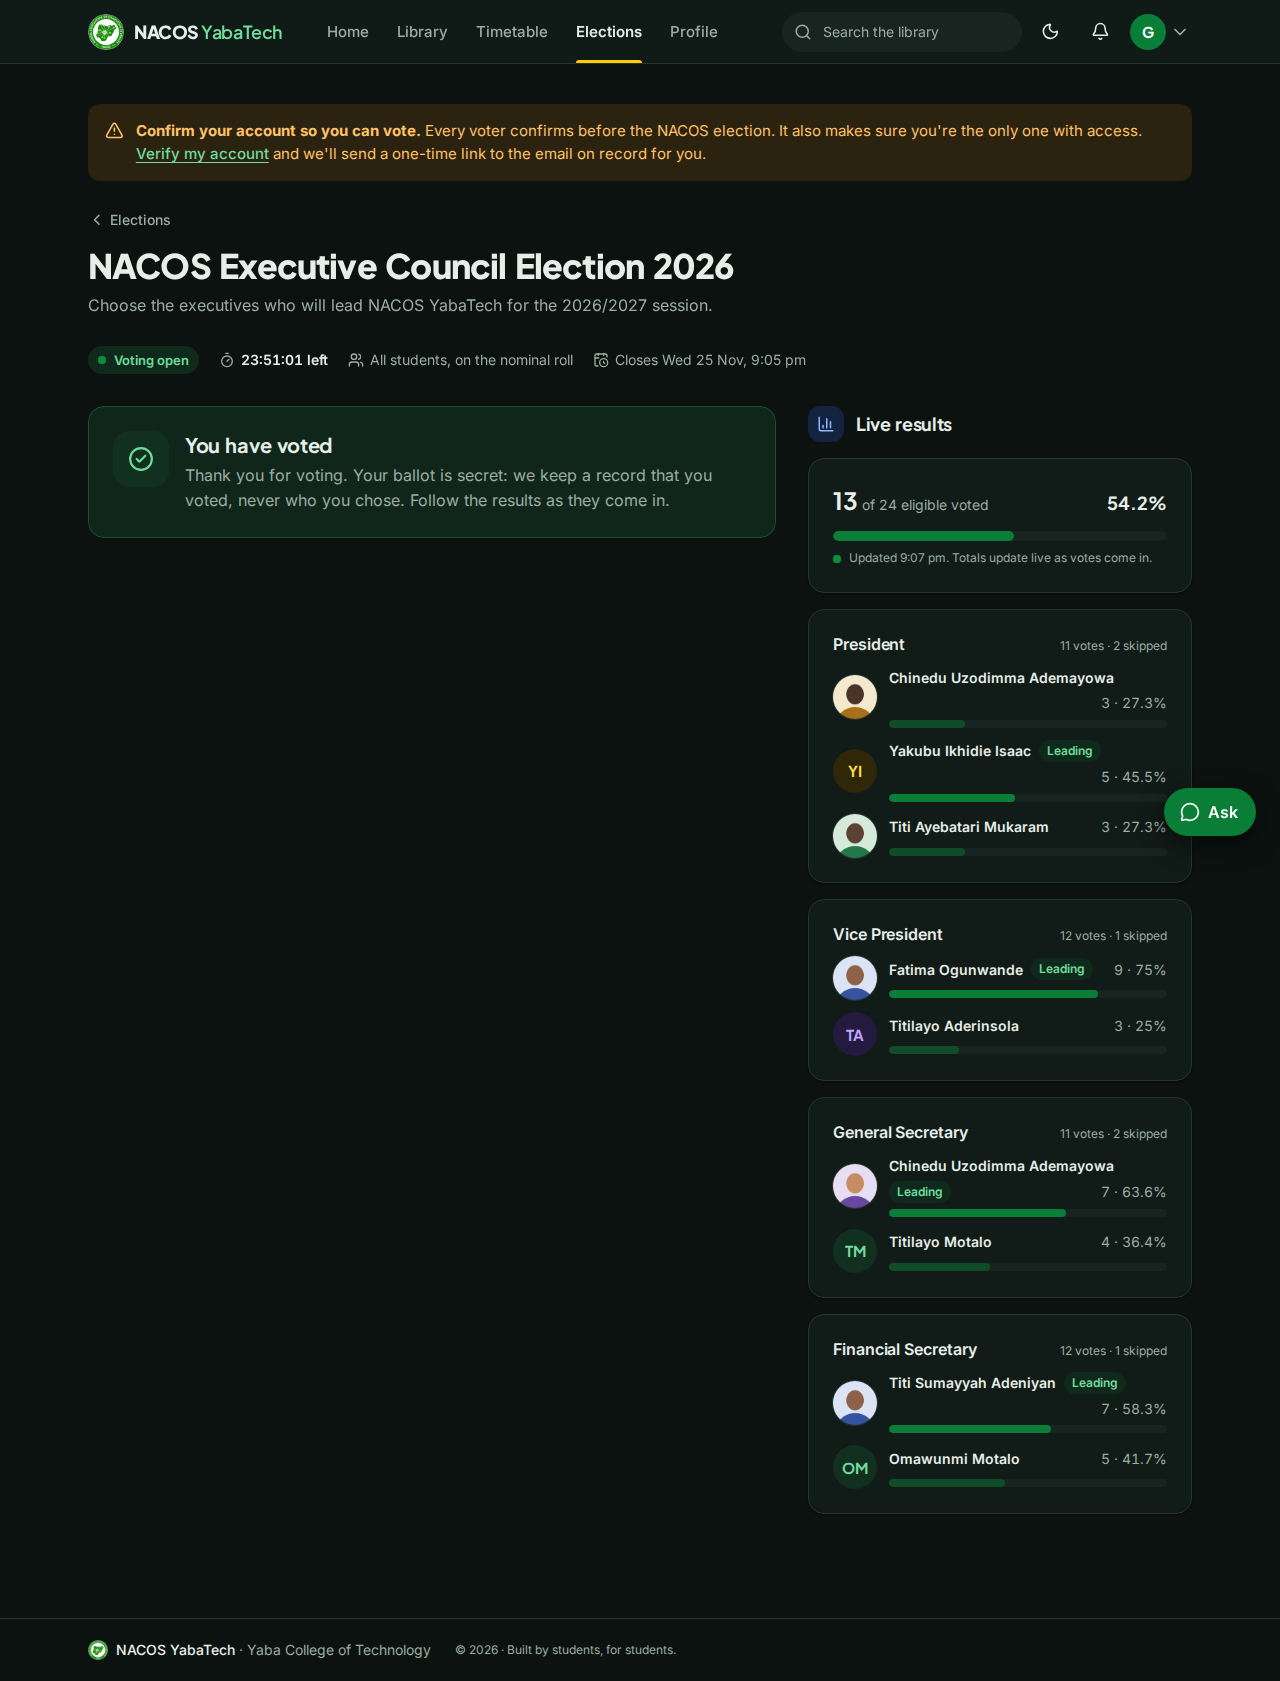 NACOS YabaTech
Home
Library
Timetable
Elections
Profile
Search the library
G
Confirm your account so you can vote. Every voter confirms before the NACOS election. It also makes sure you're the only one with access.
Verify my account and we'll send a one-time link to the email on record for you.
Elections
NACOS Executive Council Election 2026
Choose the executives who will lead NACOS YabaTech for the 2026/2027 session.
Voting open
23:51:01 left
All students, on the nominal roll
Closes Wed 25 Nov, 9:05 pm
You have voted
Thank you for voting. Your ballot is secret: we keep a record that you
voted, never who you chose. Follow the results as they come in.
Live results
13 of 24 eligible voted
54.2%
Updated 9:07 pm. Totals update live as votes come in.
President
11 votes · 2 skipped
Chinedu Uzodimma Ademayowa
3 · 27.3%
YI
Yakubu Ikhidie Isaac
Leading
5 · 45.5%
Titi Ayebatari Mukaram
3 · 27.3%
Ask
Vice President
12 votes · 1 skipped
Fatima Ogunwande
Leading
9 · 75%
TA
Titilayo Aderinsola
3 · 25%
General Secretary
11 votes · 2 skipped
Chinedu Uzodimma Ademayowa
Leading
7 · 63.6%
TM
Titilayo Motalo
4 · 36.4%
Financial Secretary
12 votes · 1 skipped
Titi Sumayyah Adeniyan
Leading
7 · 58.3%
OM
Omawunmi Motalo
5 · 41.7%
NACOS YabaTech · Yaba College of Technology
© 2026 · Built by students, for students.